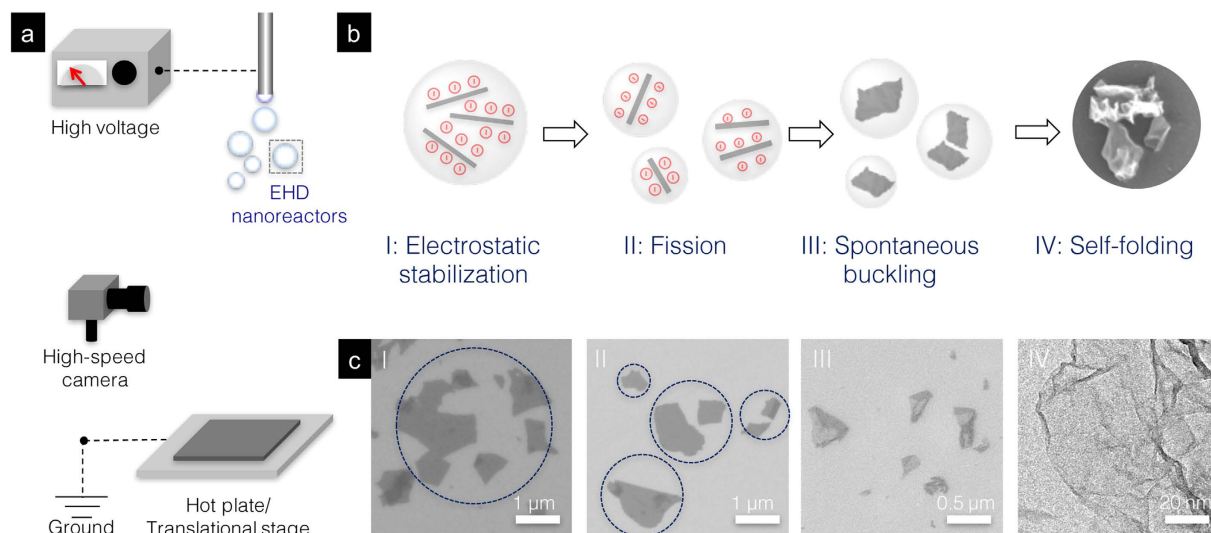 a
High voltage
EHD
nanoreactors
High-speed
camera
Ground
Hot plate/
Translational stage
b
I: Electrostatic
stabilization
II: Fission
III: Spontaneous
buckling
IV: Self-folding
c
I
1 µm
II
1 µm
III
0.5 µm
IV
20 nm